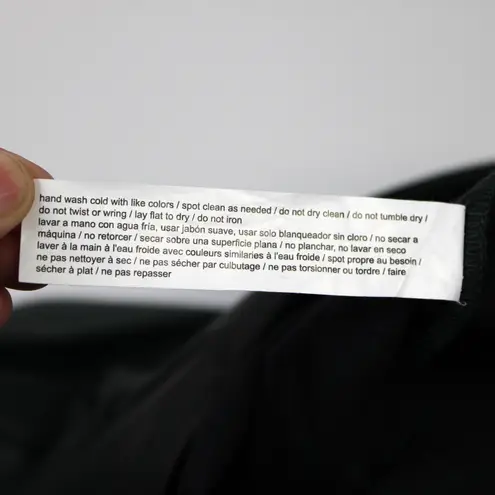 hand wash cold with like colors / spot clean as needed / do not dry clean / do not tumble dry /
do not twist or wring / lay flat to dry / do not iron
lavar a mano con agua fría, usar jabón suave, usar solo blanqueador sin cloro / no secar a
máquina / no retorcer / secar sobre una superficie plana / no planchar, no lavar en seco
laver à la main à l'eau froide avec couleurs similaries à l'eau froide / spot propre au besoin /
ne pas nettoyer à sec / ne pas sécher par culbutage / ne pas torsionner ou tordre / faire
sécher à plat / ne pas repasser